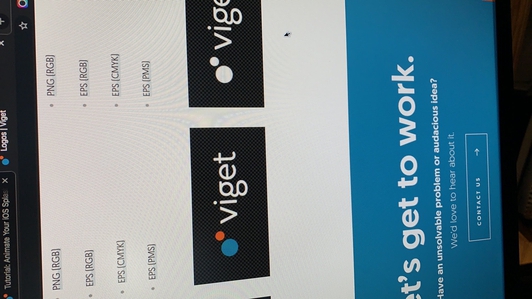 Tutorial: Animate Your iOS Splas
Logos | Viget
PNG (RGB)
PNG (RGB)
EPS (RGB)
EPS (RGB)
EPS (CMYK)
EPS (CMYK)
EPS (PMS)
EPS (PMS)
viget
vige
et's get to work.
Have an unsolvable problem or audacious idea?
We'd love to hear about it.
CONTACT US